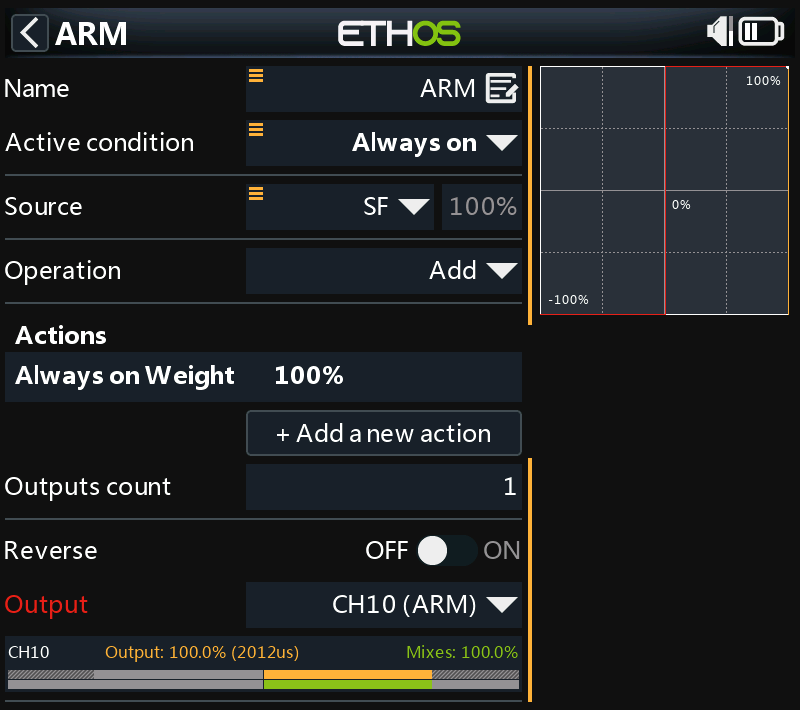 ARM ETHOS
Name ARM
Active condition Always on
Source SF 100%
Operation Add
Actions
Always on Weight 100%
+ Add a new action
Outputs count 1
Reverse OFF ON
Output CH10 (ARM)
CH10 Output: 100.0% (2012us) Mixes: 100.0%
100%
0%
-100%